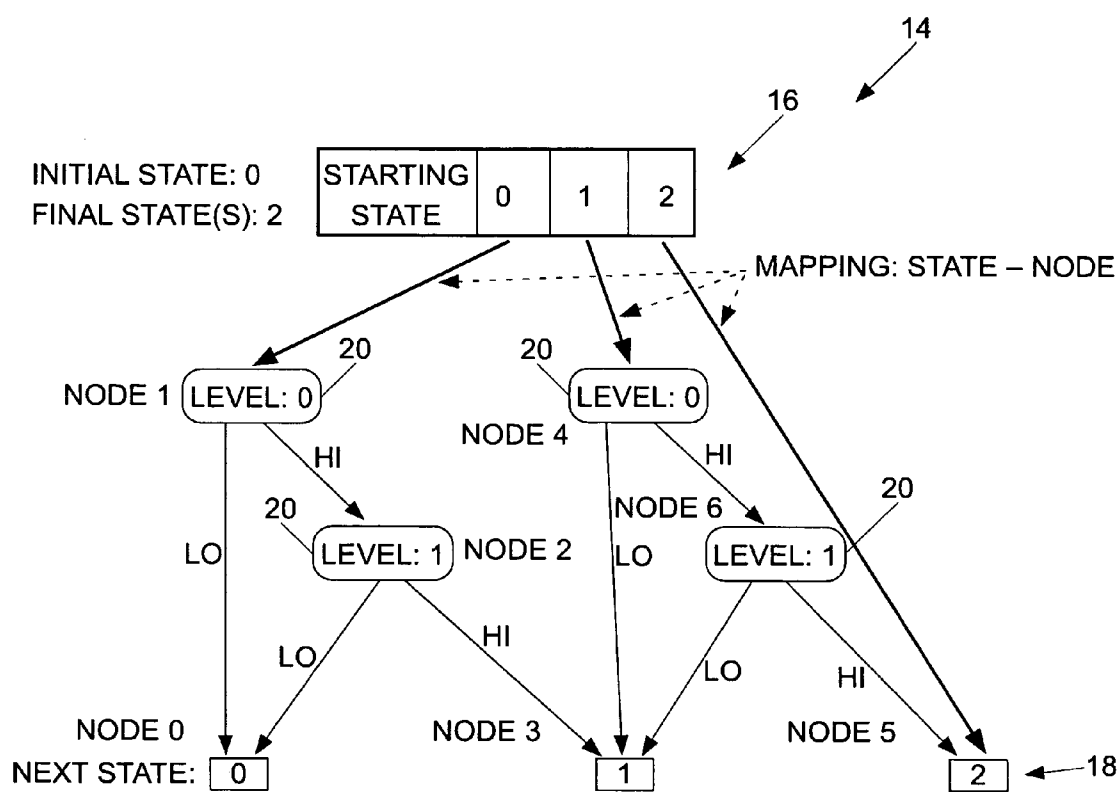 14
16
INITIAL STATE: 0
FINAL STATE(S): 2
STARTING
STATE
0
1
2
MAPPING: STATE – NODE
20
20
NODE 1
LEVEL: 0
LEVEL: 0
NODE 4
HI
HI
20
20
NODE 6
LEVEL: 1
NODE 2
LEVEL: 1
LO
LO
HI
LO
LO
HI
NODE 0
NODE 3
NODE 5
NEXT STATE:
0
1
2
18